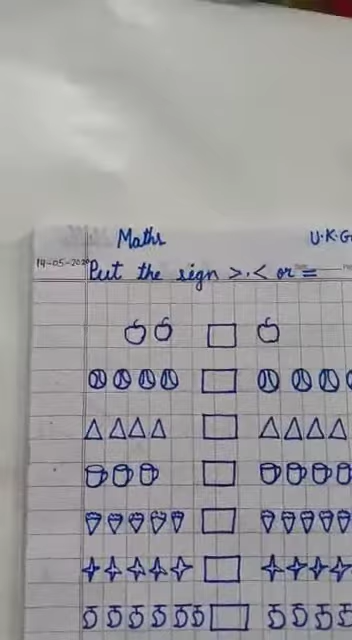 Maths U.K.G
14-05-2020
Put the sign >,< or =